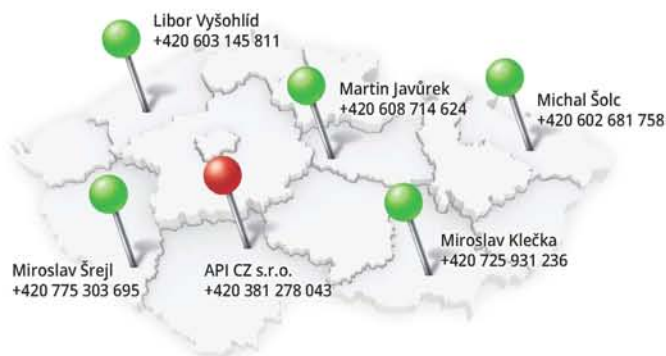 Libor Vyšohlíd
+420 603 145 811
Martin Javůrek
+420 608 714 624
Michal Šolc
+420 602 681 758
Miroslav Šrejl
+420 775 303 695
API CZ s.r.o.
+420 381 278 043
Miroslav Klečka
+420 725 931 236